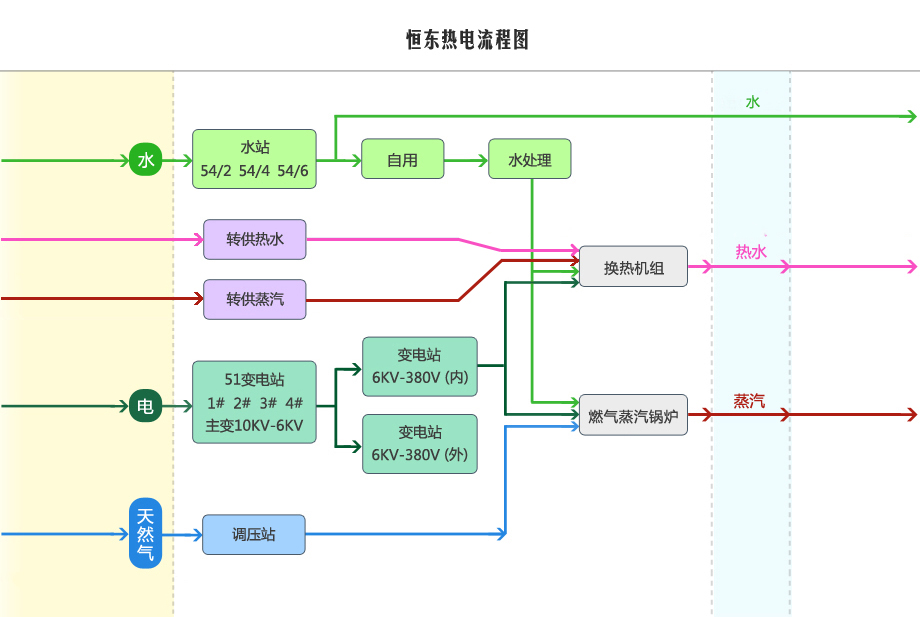 恒东热电流程图
水
水
水站
54/2 54/4 54/6
自用
水处理
转供热水
换热机组
热水
转供蒸汽
电
51变电站
1# 2# 3# 4#
主变10KV-6KV
变电站
6KV-380V (内)
变电站
6KV-380V (外)
燃气蒸汽锅炉
蒸汽
天然气
调压站